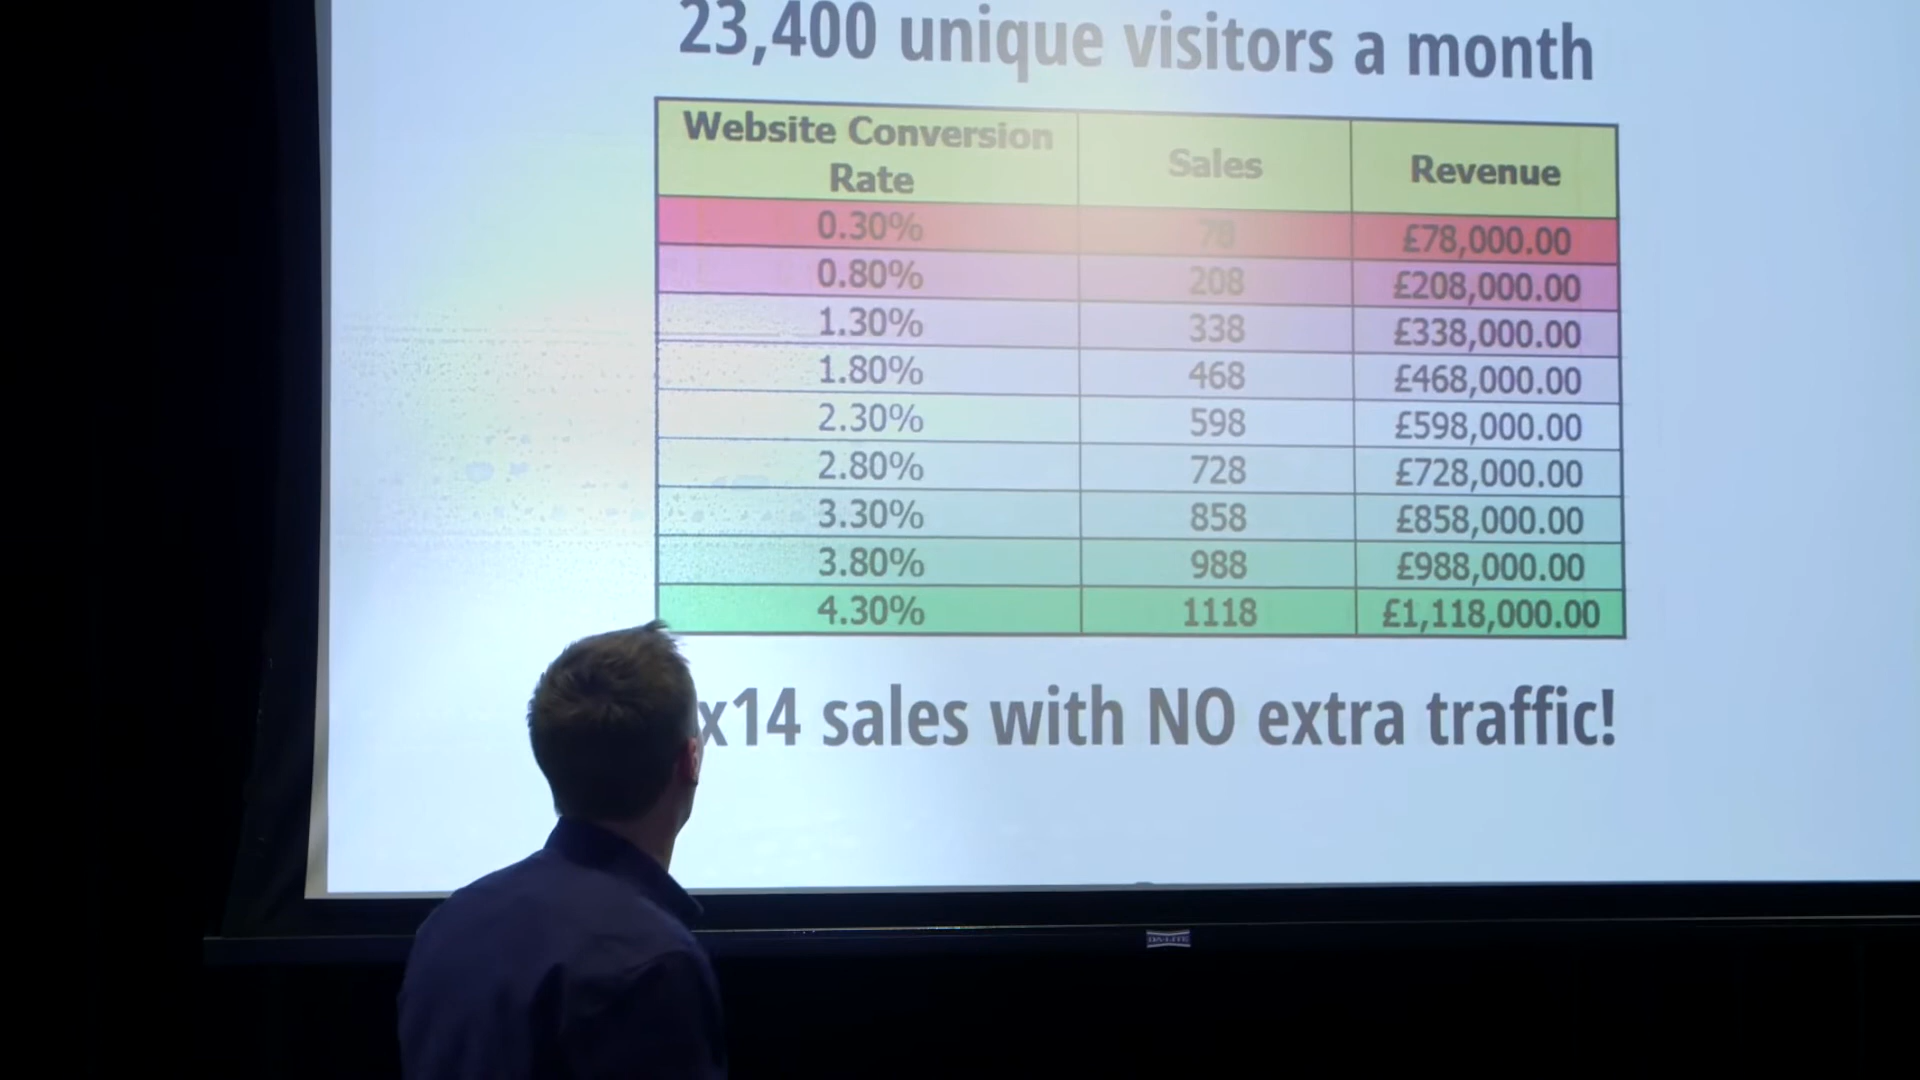 23,400 unique visitors a month
Website Conversion Rate Sales Revenue
0.30% 78 £78,000.00
0.80% 208 £208,000.00
1.30% 338 £338,000.00
1.80% 468 £468,000.00
2.30% 598 £598,000.00
2.80% 728 £728,000.00
3.30% 858 £858,000.00
3.80% 988 £988,000.00
4.30% 1118 £1,118,000.00
x14 sales with NO extra traffic!
DA-LITE